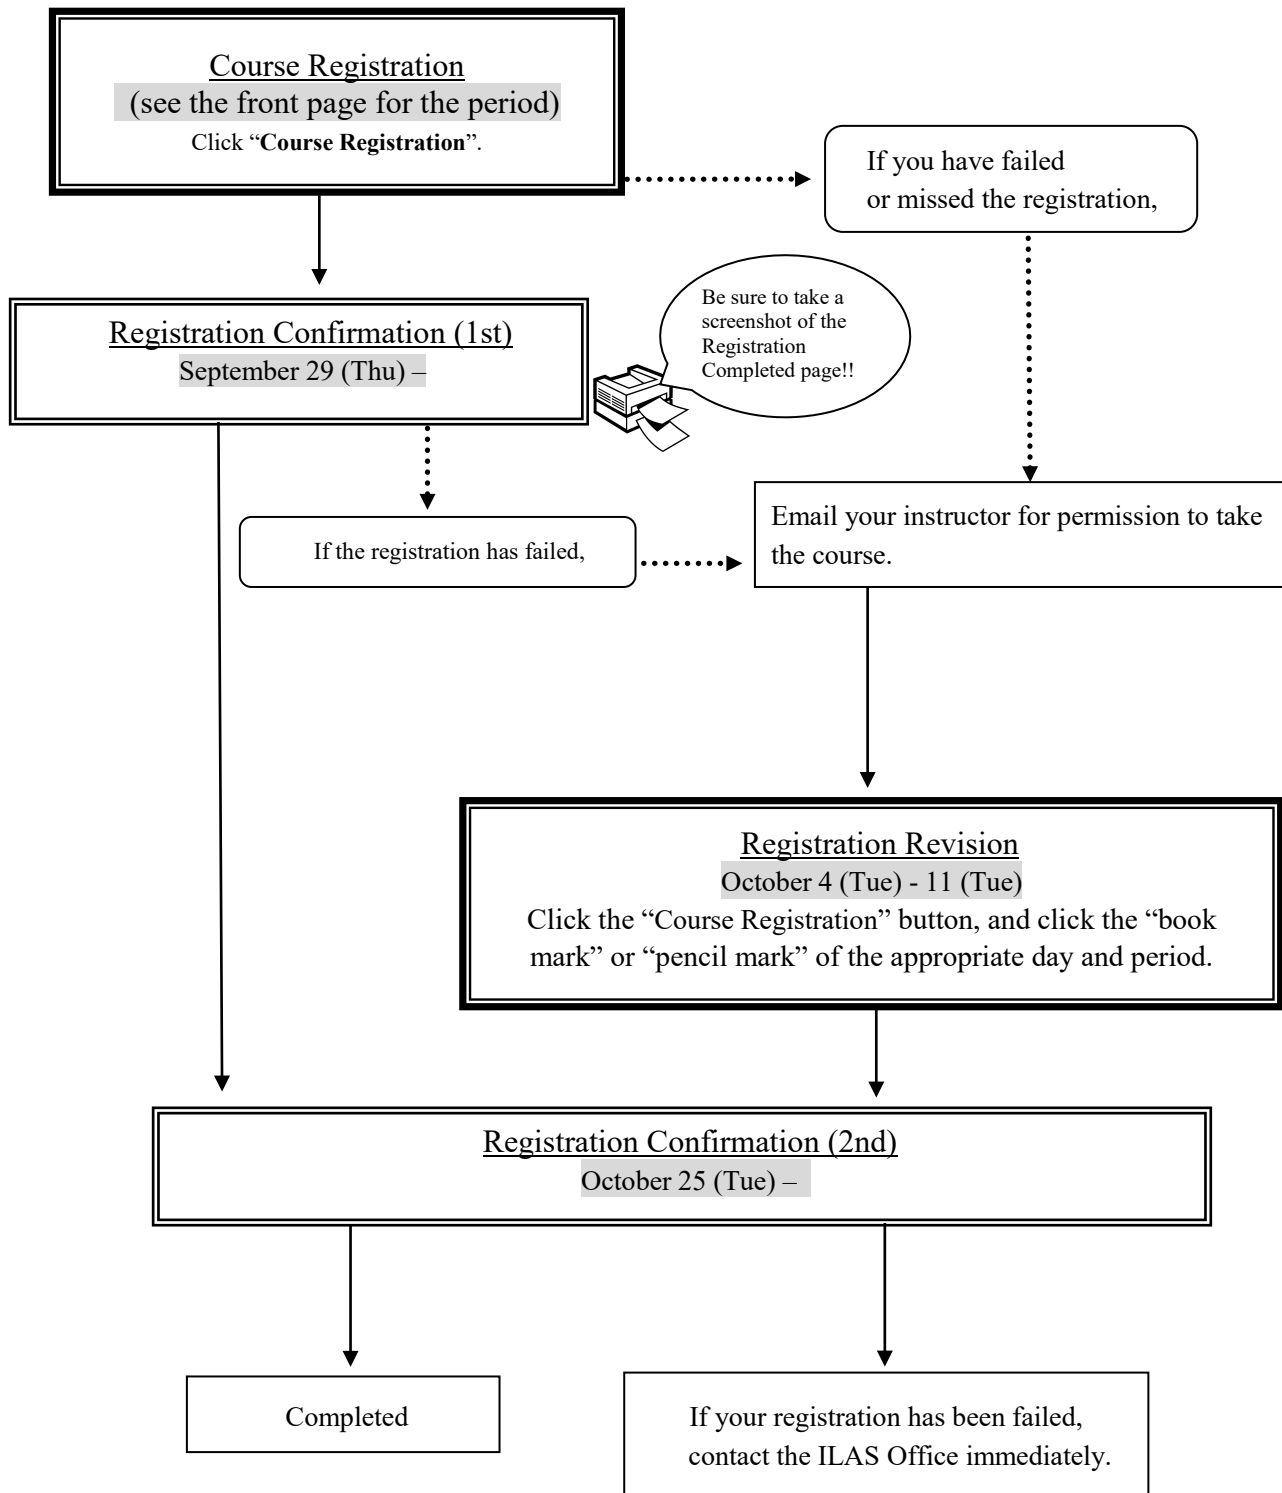 Course Registration
(see the front page for the period)
Click “Course Registration”.
If you have failed
or missed the registration,
Registration Confirmation (1st)
September 29 (Thu) –
Be sure to take a
screenshot of the
Registration
Completed page!!
If the registration has failed,
Email your instructor for permission to take
the course.
Registration Revision
October 4 (Tue) - 11 (Tue)
Click the “Course Registration” button, and click the “book
mark” or “pencil mark” of the appropriate day and period.
Registration Confirmation (2nd)
October 25 (Tue) –
Completed
If your registration has been failed,
contact the ILAS Office immediately.